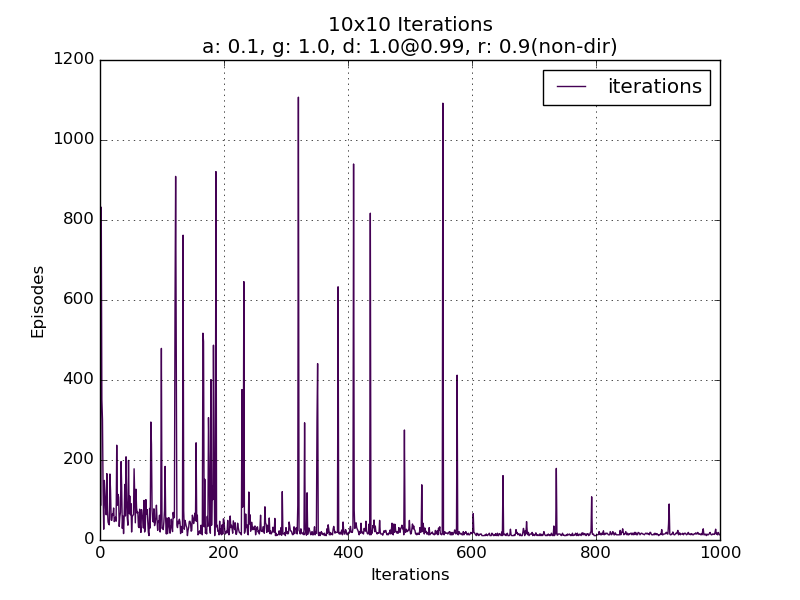 10x10 Iterations
a: 0.1, g: 1.0, d: 1.0@0.99, r: 0.9(non-dir)
iterations
1200
1000
800
600
400
200
0
Episodes
0 200 400 600 800 1000
Iterations